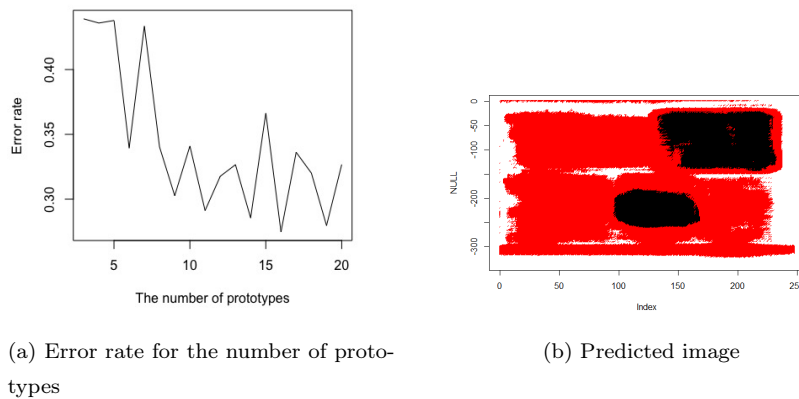 0.40
0.35
0.30
Error rate
5
10
15
20
The number of prototypes
0
-50
-100
-200
-300
NULL
0
50
100
150
200
25
Index
(a) Error rate for the number of proto-
types
(b) Predicted image